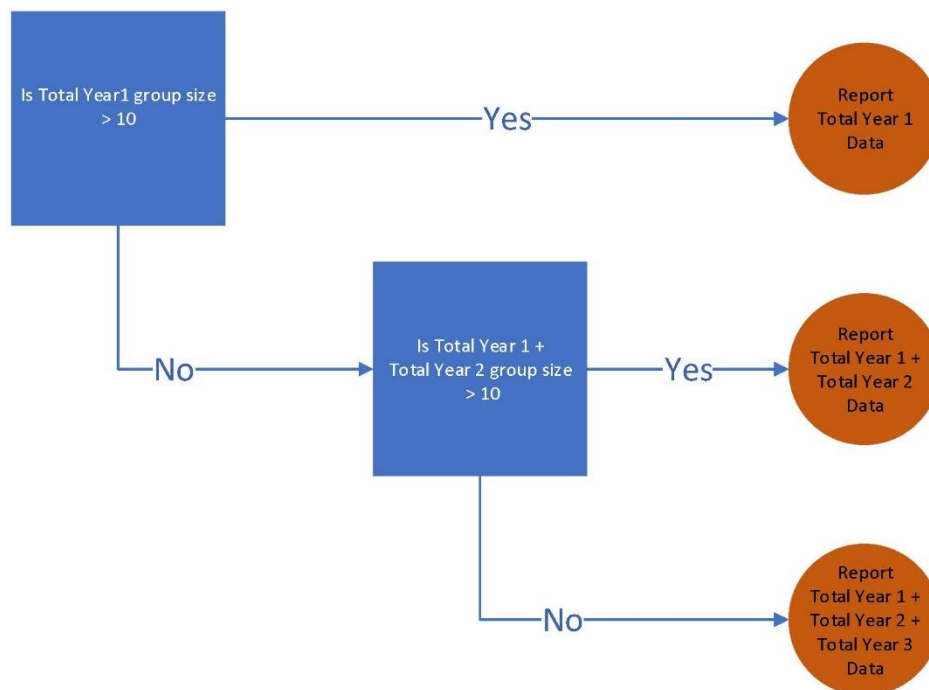 Is Total Year1 group size
> 10
Yes
Report
Total Year 1
Data
No
Is Total Year 1 +
Total Year 2 group size
> 10
Yes
Report
Total Year 1 +
Total Year 2
Data
No
Report
Total Year 1 +
Total Year 2 +
Total Year 3
Data